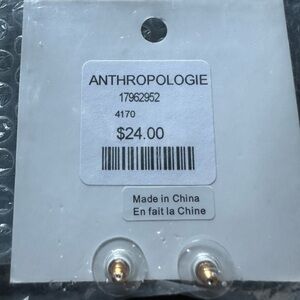 ANTHROPOLOGIE
17962952
4170
$24.00
Made in China
En fait la Chine